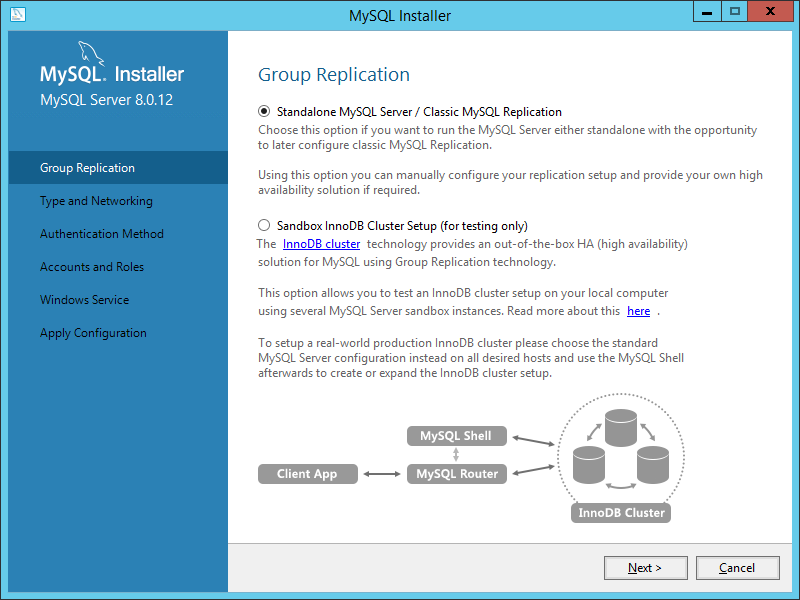 MySQL Installer
MySQL. Installer
MySQL Server 8.0.12
Group Replication
Type and Networking
Authentication Method
Accounts and Roles
Windows Service
Apply Configuration
Group Replication
Standalone MySQL Server / Classic MySQL Replication
Choose this option if you want to run the MySQL Server either standalone with the opportunity
to later configure classic MySQL Replication.
Using this option you can manually configure your replication setup and provide your own high
availability solution if required.
Sandbox InnoDB Cluster Setup (for testing only)
The InnoDB cluster technology provides an out-of-the-box HA (high availability)
solution for MySQL using Group Replication technology.
This option allows you to test an InnoDB cluster setup on your local computer
using several MySQL Server sandbox instances. Read more about this here .
To setup a real-world production InnoDB cluster please choose the standard
MySQL Server configuration instead on all desired hosts and use the MySQL Shell
afterwards to create or expand the InnoDB cluster setup.
MySQL Shell
Client App
MySQL Router
InnoDB Cluster
Next >
Cancel